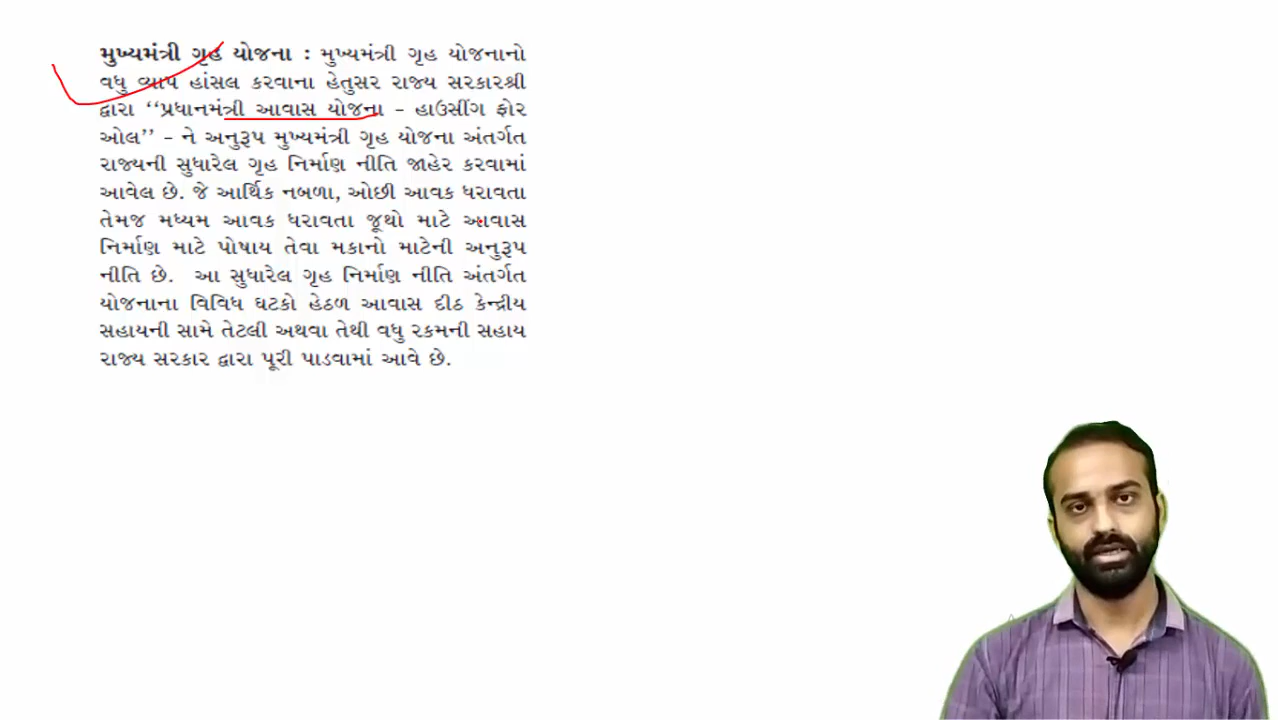 મુખ્યમંત્રી ગૃહ યોજના : મુખ્યમંત્રી ગૃહ યોજનાનો
વધુ વ્યાપ હાંસલ કરવાના હેતુસર રાજ્ય સરકારશ્રી
દ્વારા ‘‘પ્રધાનમંત્રી આવાસ યોજના - હાઉસીંગ ફોર
ઓલ’’ - ને અનુરૂપ મુખ્યમંત્રી ગૃહ યોજના અંતર્ગત
રાજ્યની સુધારેલ ગૃહ નિર્માણ નીતિ જાહેર કરવામાં
આવેલ છે. જે આર્થિક નબળા, ઓછી આવક ધરાવતા
તેમજ મધ્યમ આવક ધરાવતા જૂથો માટે આવાસ
નિર્માણ માટે પોષાય તેવા મકાનો માટેની અનુરૂપ
નીતિ છે. આ સુધારેલ ગૃહ નિર્માણ નીતિ અંતર્ગત
યોજનાના વિવિધ ઘટકો હેઠળ આવાસ દીઠ કેન્દ્રીય
સહાયની સામે તેટલી અથવા તેથી વધુ રકમની સહાય
રાજ્ય સરકાર દ્વારા પૂરી પાડવામાં આવે છે.